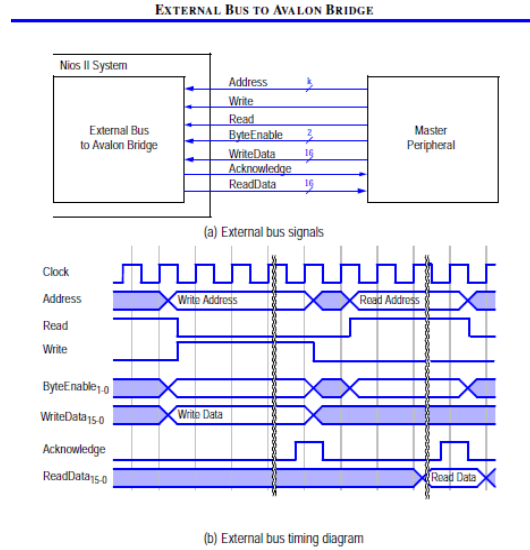 EXTERNAL BUS TO AVALON BRIDGE
Nios II System
External Bus
to Avalon Bridge
Address k
Write
Read
ByteEnable 2
WriteData 16
Acknowledge
ReadData 16
Master
Peripheral
(a) External bus signals
Clock
Address Write Address Read Address
Read
Write
ByteEnable1-0
WriteData15-0 Write Data
Acknowledge
ReadData15-0 Read Data
(b) External bus timing diagram